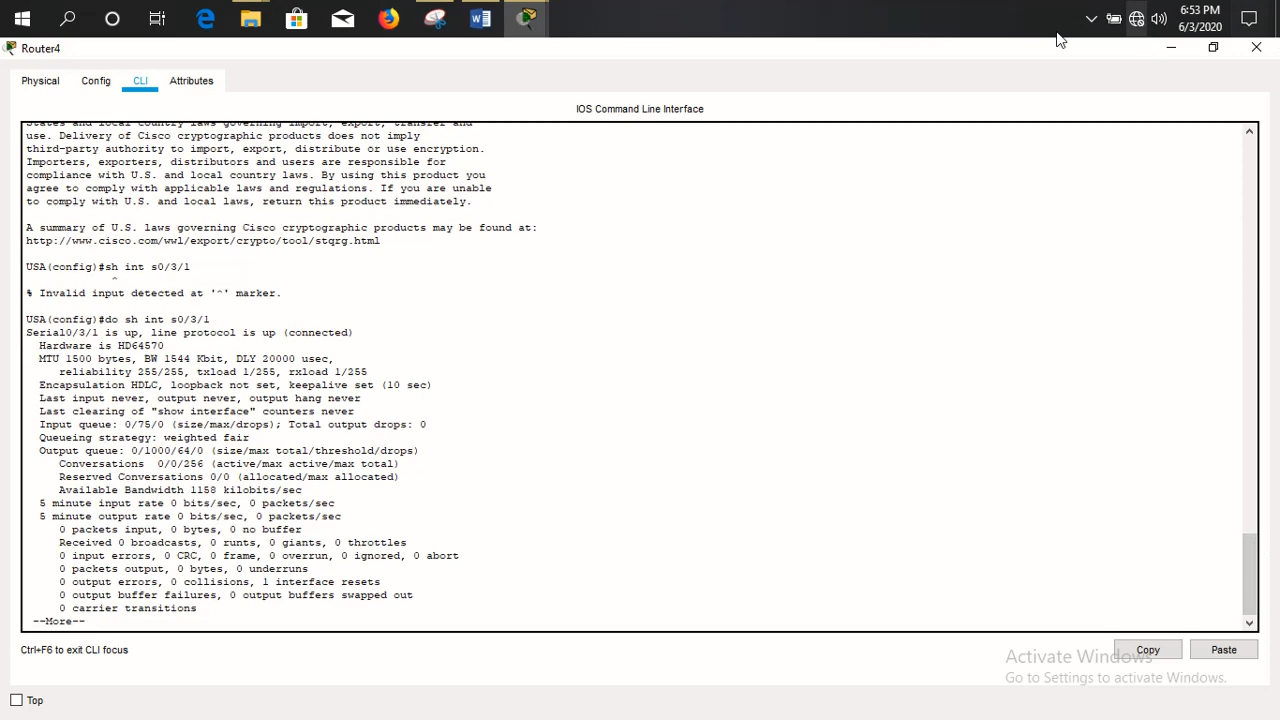 6:53 PM
6/3/2020
Router4
Physical
Config
CLI
Attributes
IOS Command Line Interface
States and local country laws governing import, export, transfer and
use. Delivery of Cisco cryptographic products does not imply
third-party authority to import, export, distribute or use encryption.
Importers, exporters, distributors and users are responsible for
compliance with U.S. and local country laws. By using this product you
agree to comply with applicable laws and regulations. If you are unable
to comply with U.S. and local laws, return this product immediately.
A summary of U.S. laws governing Cisco cryptographic products may be found at:
http://www.cisco.com/wwl/export/crypto/tool/stqrg.html
USA(config)#sh int s0/3/1
^
% Invalid input detected at '^' marker.
USA(config)#do sh int s0/3/1
Serial0/3/1 is up, line protocol is up (connected)
Hardware is HD64570
MTU 1500 bytes, BW 1544 Kbit, DLY 20000 usec,
reliability 255/255, txload 1/255, rxload 1/255
Encapsulation HDLC, loopback not set, keepalive set (10 sec)
Last input never, output never, output hang never
Last clearing of "show interface" counters never
Input queue: 0/75/0 (size/max/drops); Total output drops: 0
Queueing strategy: weighted fair
Output queue: 0/1000/64/0 (size/max total/threshold/drops)
Conversations 0/0/256 (active/max active/max total)
Reserved Conversations 0/0 (allocated/max allocated)
Available Bandwidth 1158 kilobits/sec
5 minute input rate 0 bits/sec, 0 packets/sec
5 minute output rate 0 bits/sec, 0 packets/sec
0 packets input, 0 bytes, 0 no buffer
Received 0 broadcasts, 0 runts, 0 giants, 0 throttles
0 input errors, 0 CRC, 0 frame, 0 overrun, 0 ignored, 0 abort
0 packets output, 0 bytes, 0 underruns
0 output errors, 0 collisions, 1 interface resets
0 output buffer failures, 0 output buffers swapped out
0 carrier transitions
--More--
Ctrl+F6 to exit CLI focus
Copy
Paste
Activate Windows
Go to Settings to activate Windows.
Top